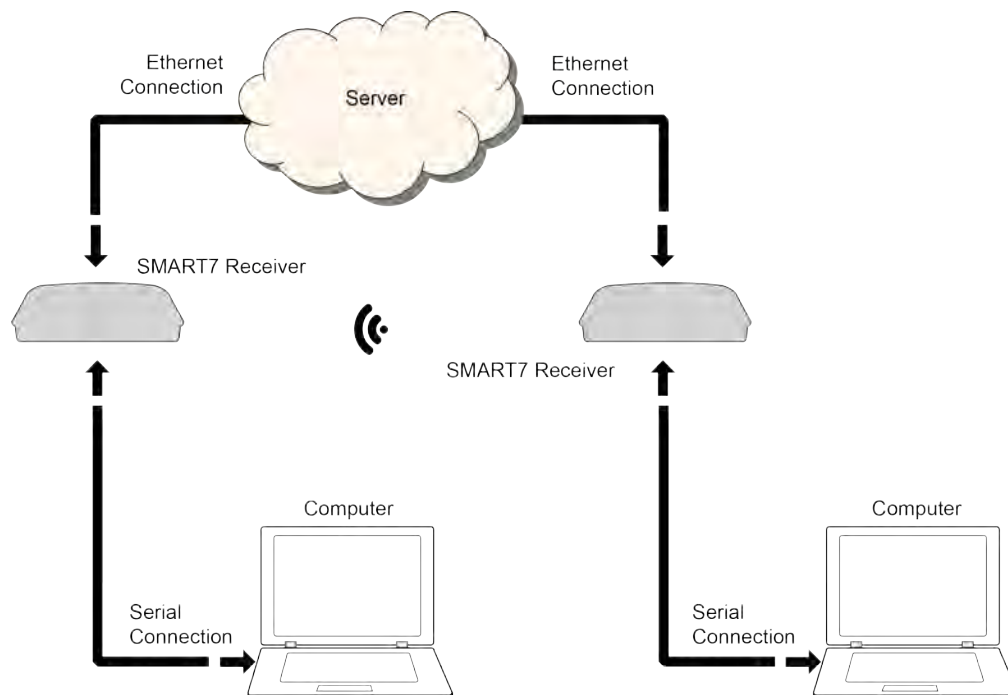 Ethernet
Connection
Server
Ethernet
Connection
SMART7 Receiver
SMART7 Receiver
Computer
Computer
Serial
Connection
Serial
Connection